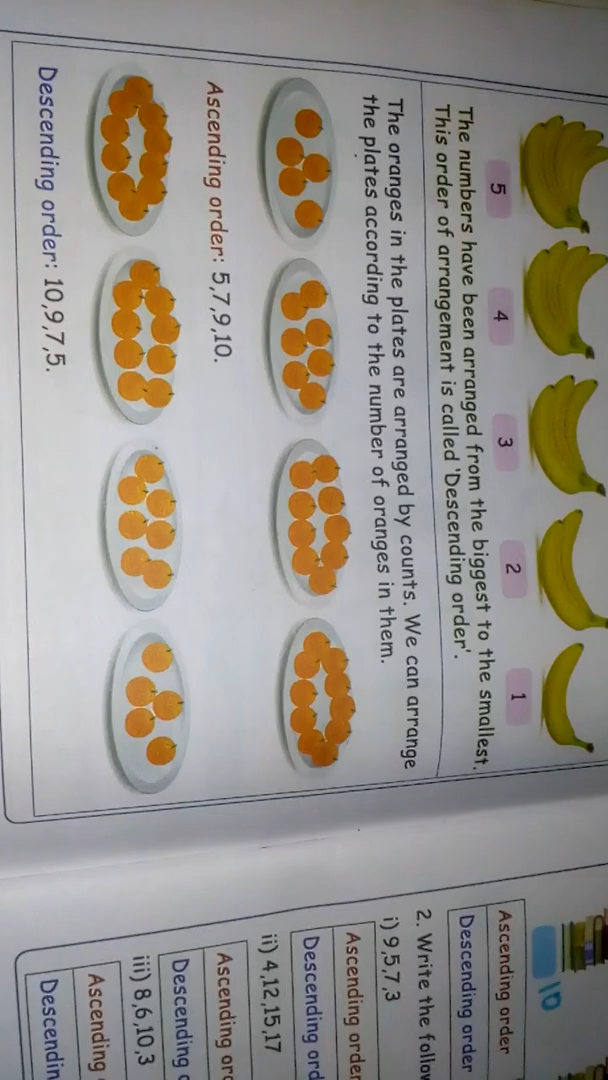 5 4 3 2 1
The numbers have been arranged from the biggest to the smallest.
This order of arrangement is called 'Descending order'.
The oranges in the plates are arranged by counts. We can arrange
the plates according to the number of oranges in them.
Ascending order: 5,7,9,10.
Descending order: 10,9,7,5.
10
Ascending order
Descending order
2. Write the follow
i) 9,5,7,3
Ascending order
Descending ord
ii) 4,12,15,17
Ascending ord
Descending o
iii) 8,6,10,3
Ascending
Descendin